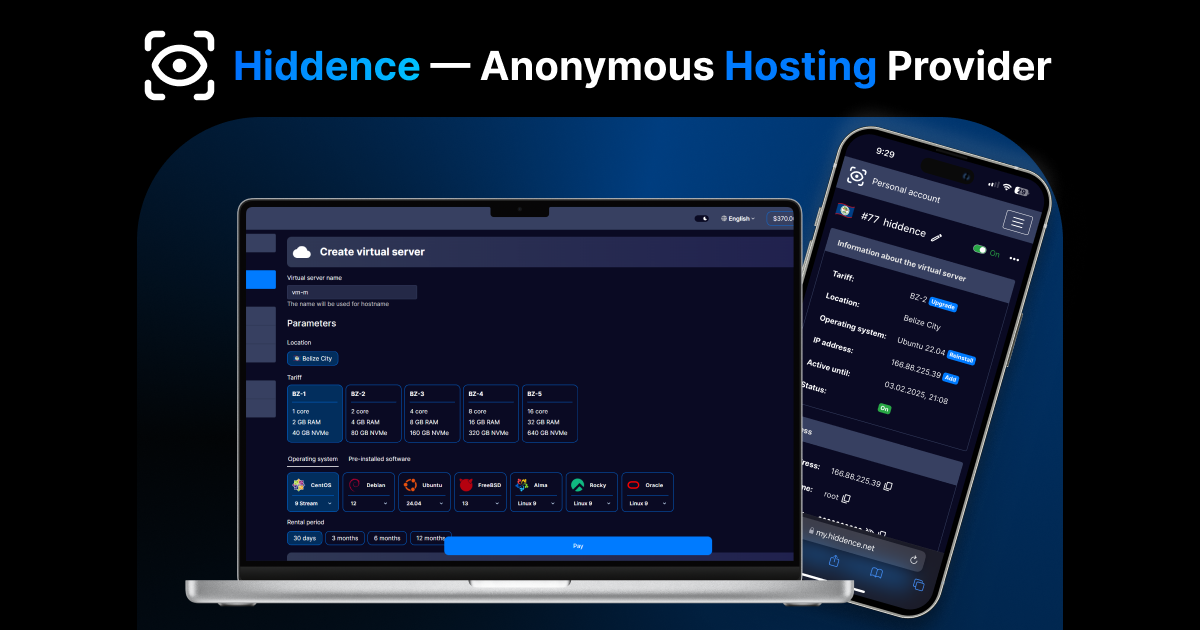 Hiddence — Anonymous Hosting Provider
English
$370.0
Create virtual server
Virtual server name
vm-m
The name will be used for hostname
Parameters
Location
Belize City
Tariff
BZ-1 BZ-2 BZ-3 BZ-4 BZ-5
1 core 2 core 4 core 8 core 16 core
2 GB RAM 4 GB RAM 8 GB RAM 16 GB RAM 32 GB RAM
40 GB NVMe 80 GB NVMe 160 GB NVMe 320 GB NVMe 640 GB NVMe
Operating system Pre-installed software
CentOS Debian Ubuntu FreeBSD Alma Rocky Oracle
9 Stream 12 24.04 13 Linux 9 Linux 9 Linux 9
Rental period
30 days 3 months 6 months 12 months
Pay
9:29
Personal account
#77 hiddence
On
Information about the virtual server
Tariff: BZ-2 Upgrade
Location: Belize City
Operating system: Ubuntu 22.04 Reinstall
IP address: 166.88.225.39 Add
Active until: 03.02.2025, 21:08
Status: On
ss
ress: 166.88.225.39
me: root
my.hiddence.net